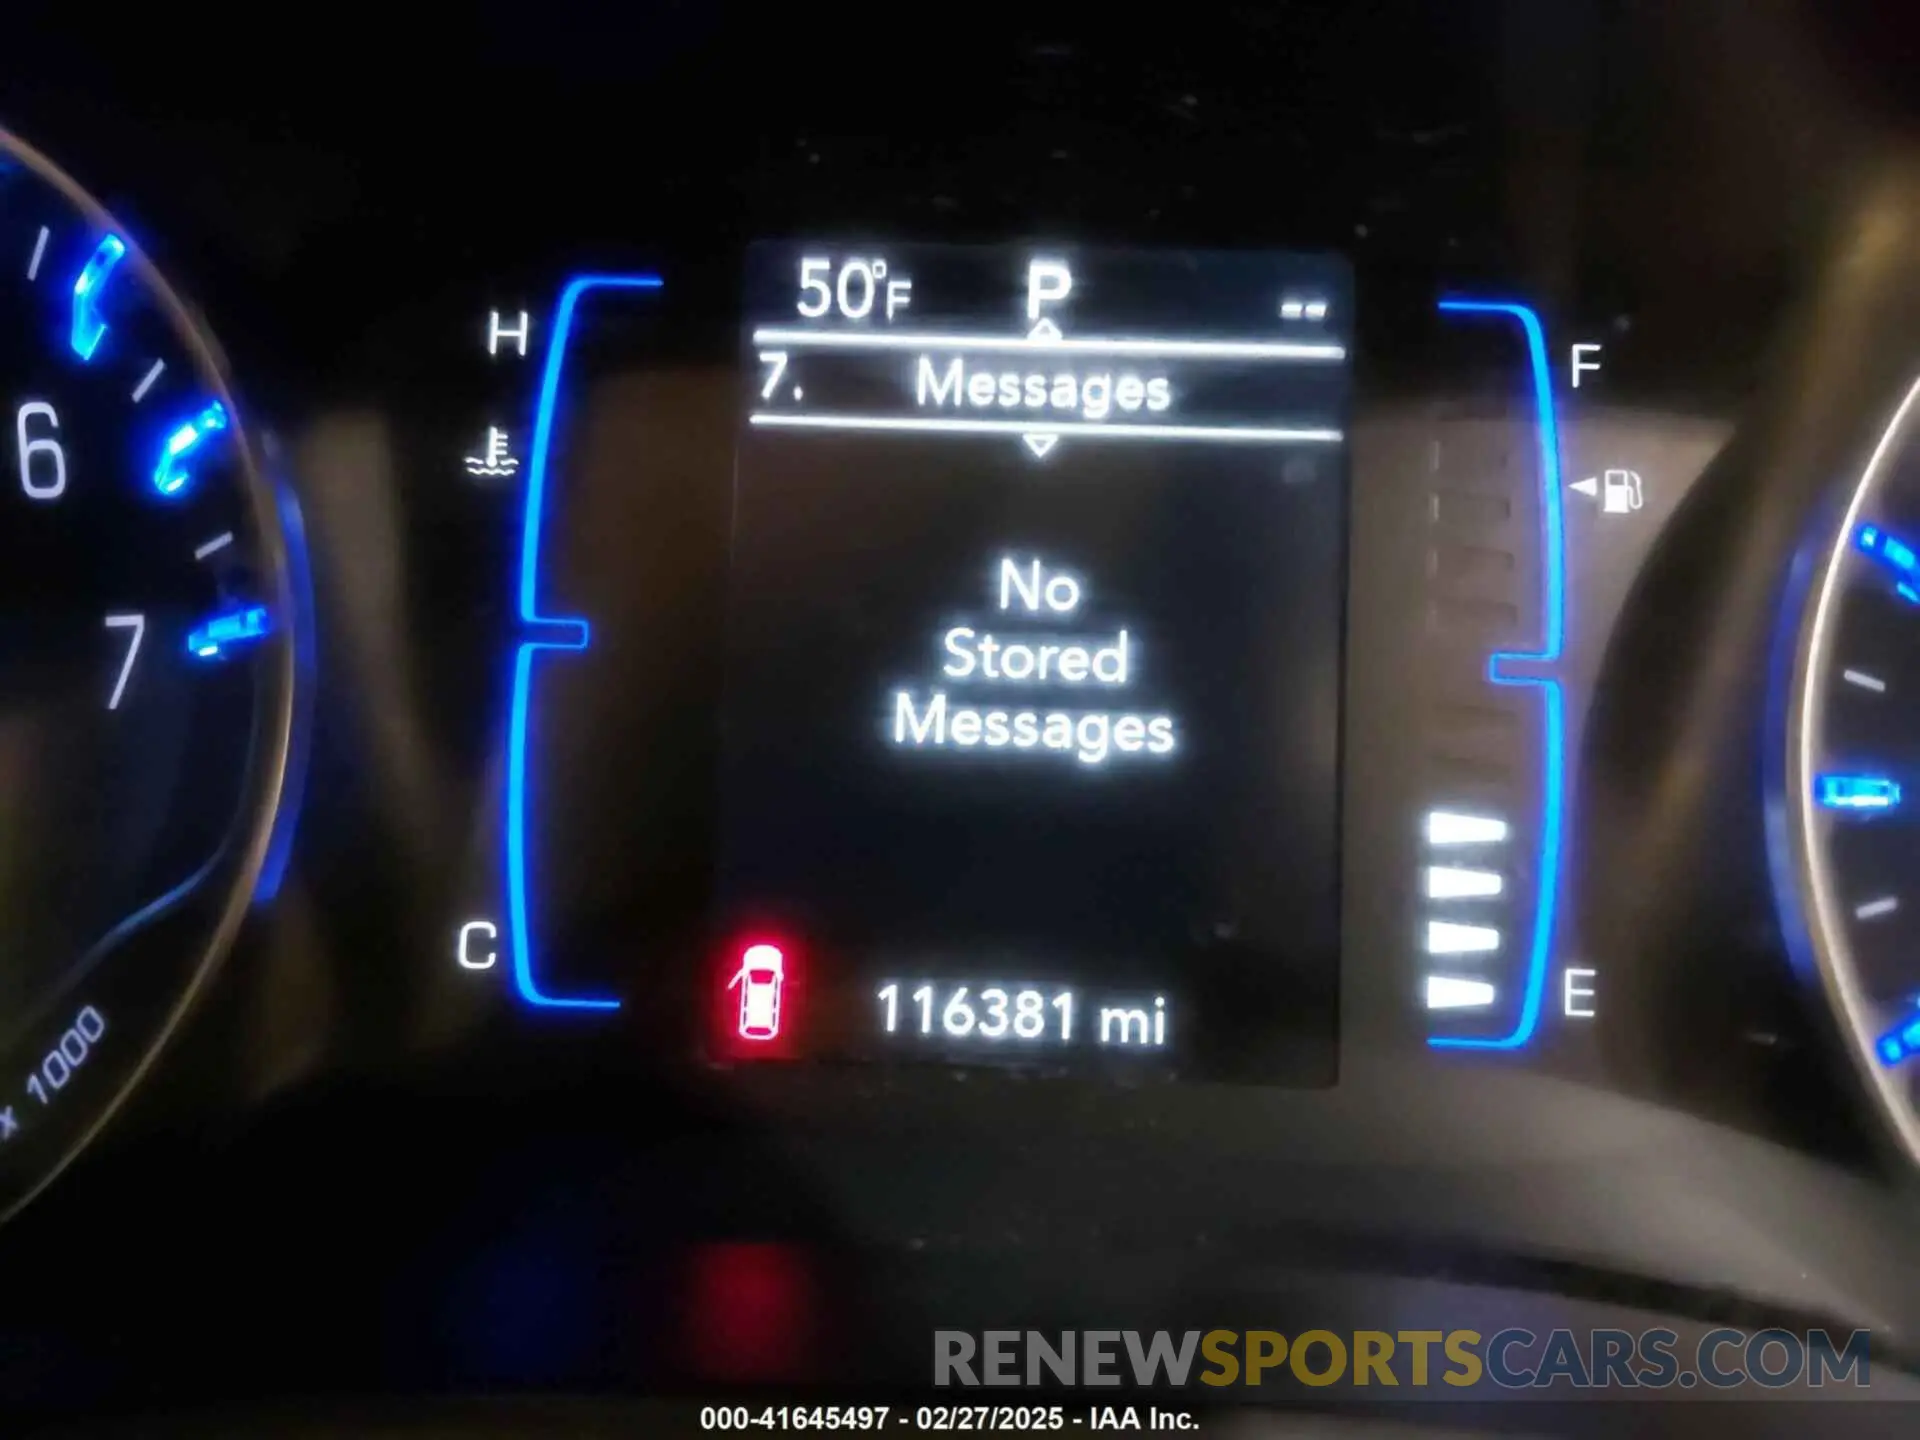 50°F P --
7. Messages
H
F
6
No
Stored
Messages
7
C
E
116381 mi
x 1000
RENEWSPORTSCARS.COM
000-41645497 - 02/27/2025 - IAA Inc.